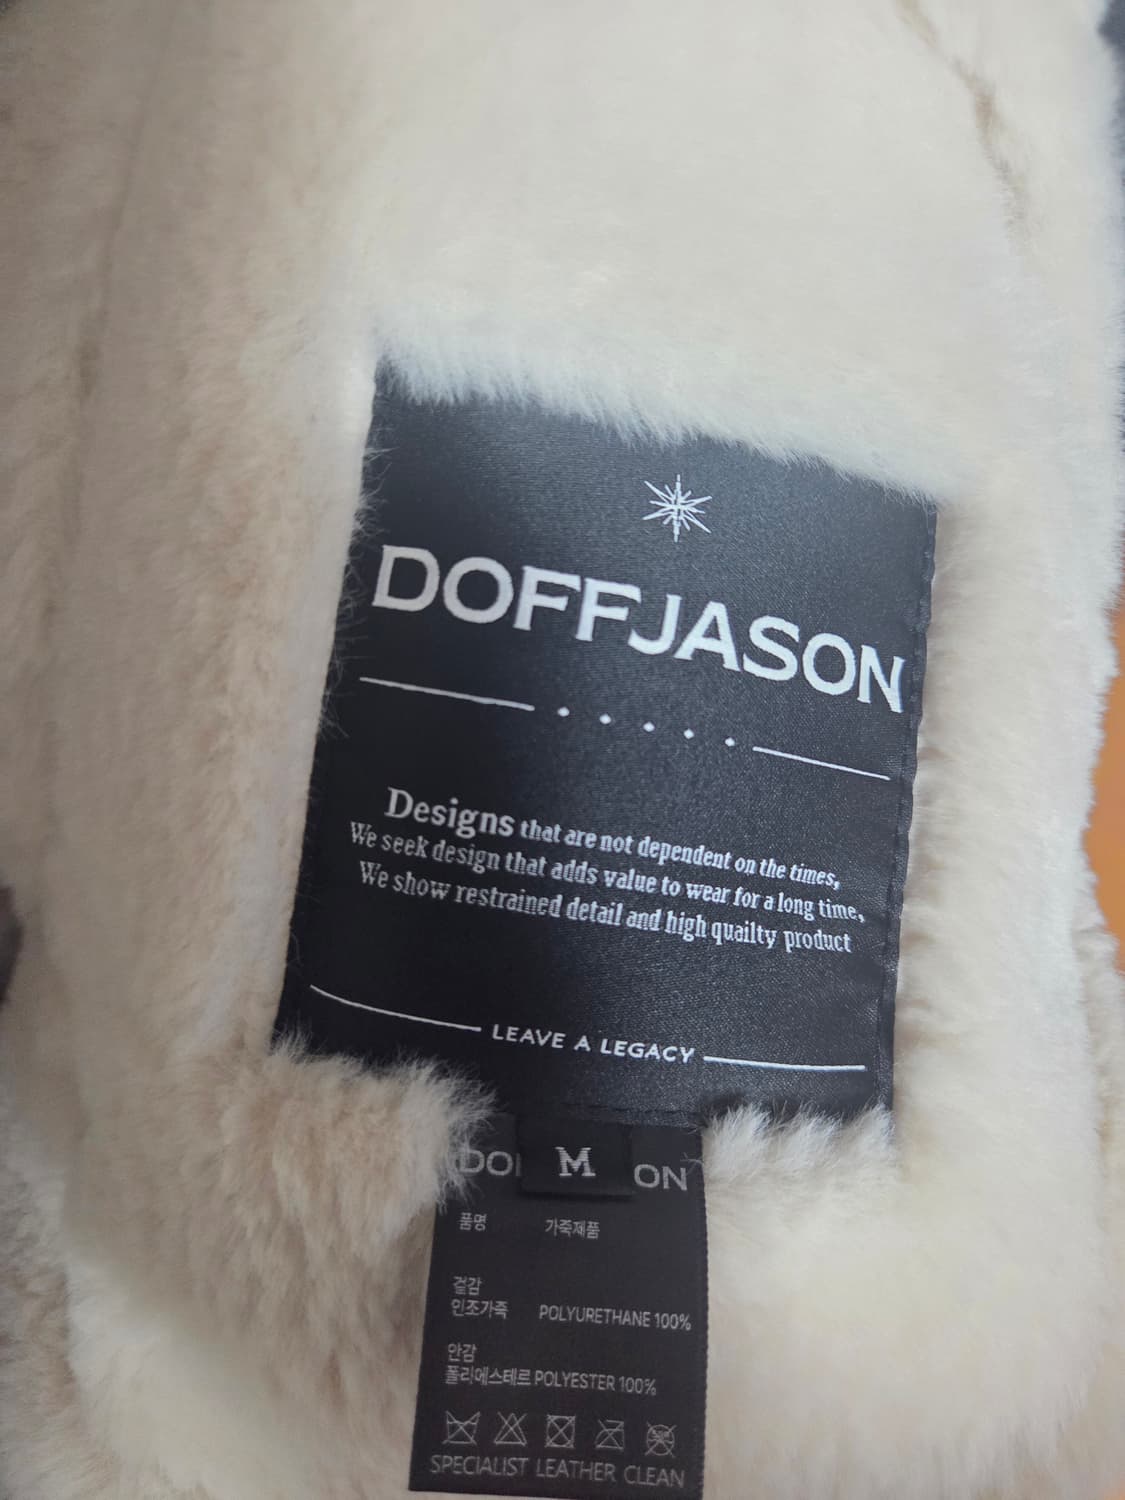 DOFFJASON
Designs that are not dependent on the times,
We seek design that adds value to wear for a long time,
We show restrained detail and high quailty product
LEAVE A LEGACY
M
DO ON
품명 가죽제품
겉감
인조가죽 POLYURETHANE 100%
안감
폴리에스테르 POLYESTER 100%
SPECIALIST LEATHER CLEAN